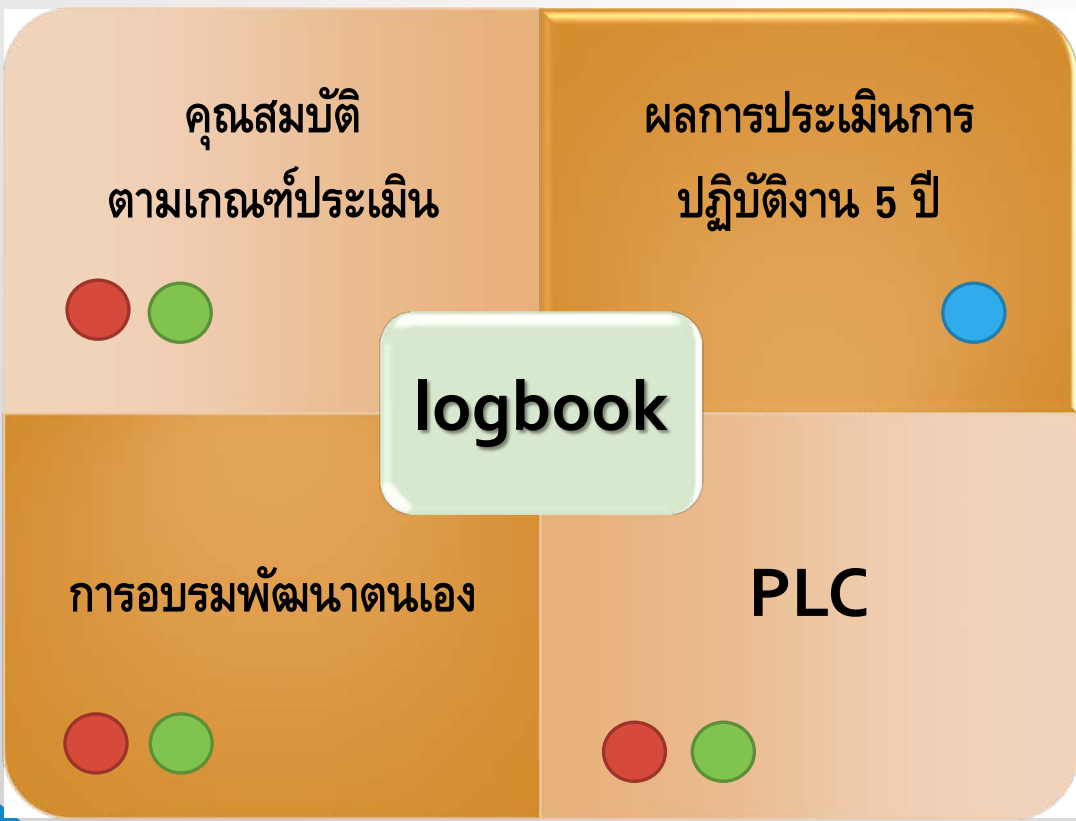 คุณสมบัติ
ตามเกณฑ์ประเมิน
ผลการประเมินการ
ปฏิบัติงาน 5 ปี
logbook
การอบรมพัฒนาตนเอง
PLC